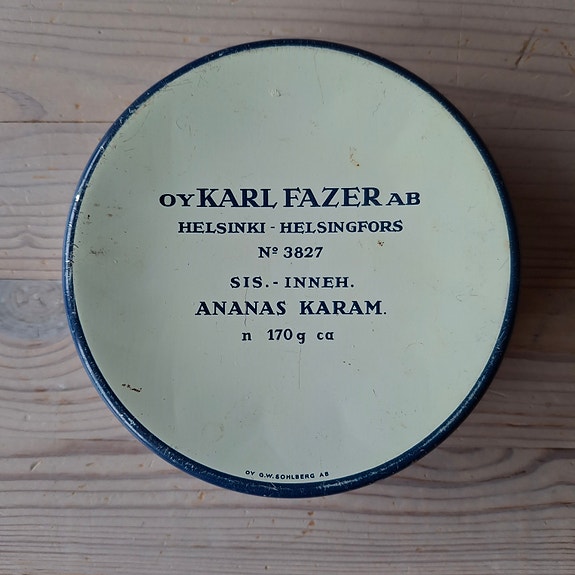 OY KARL FAZER AB
HELSINKI - HELSINGFORS
Nº 3827
SIS. - INNEH.
ANANAS KARAM.
n 170 g ca
OY G.W. SOHLBERG AB